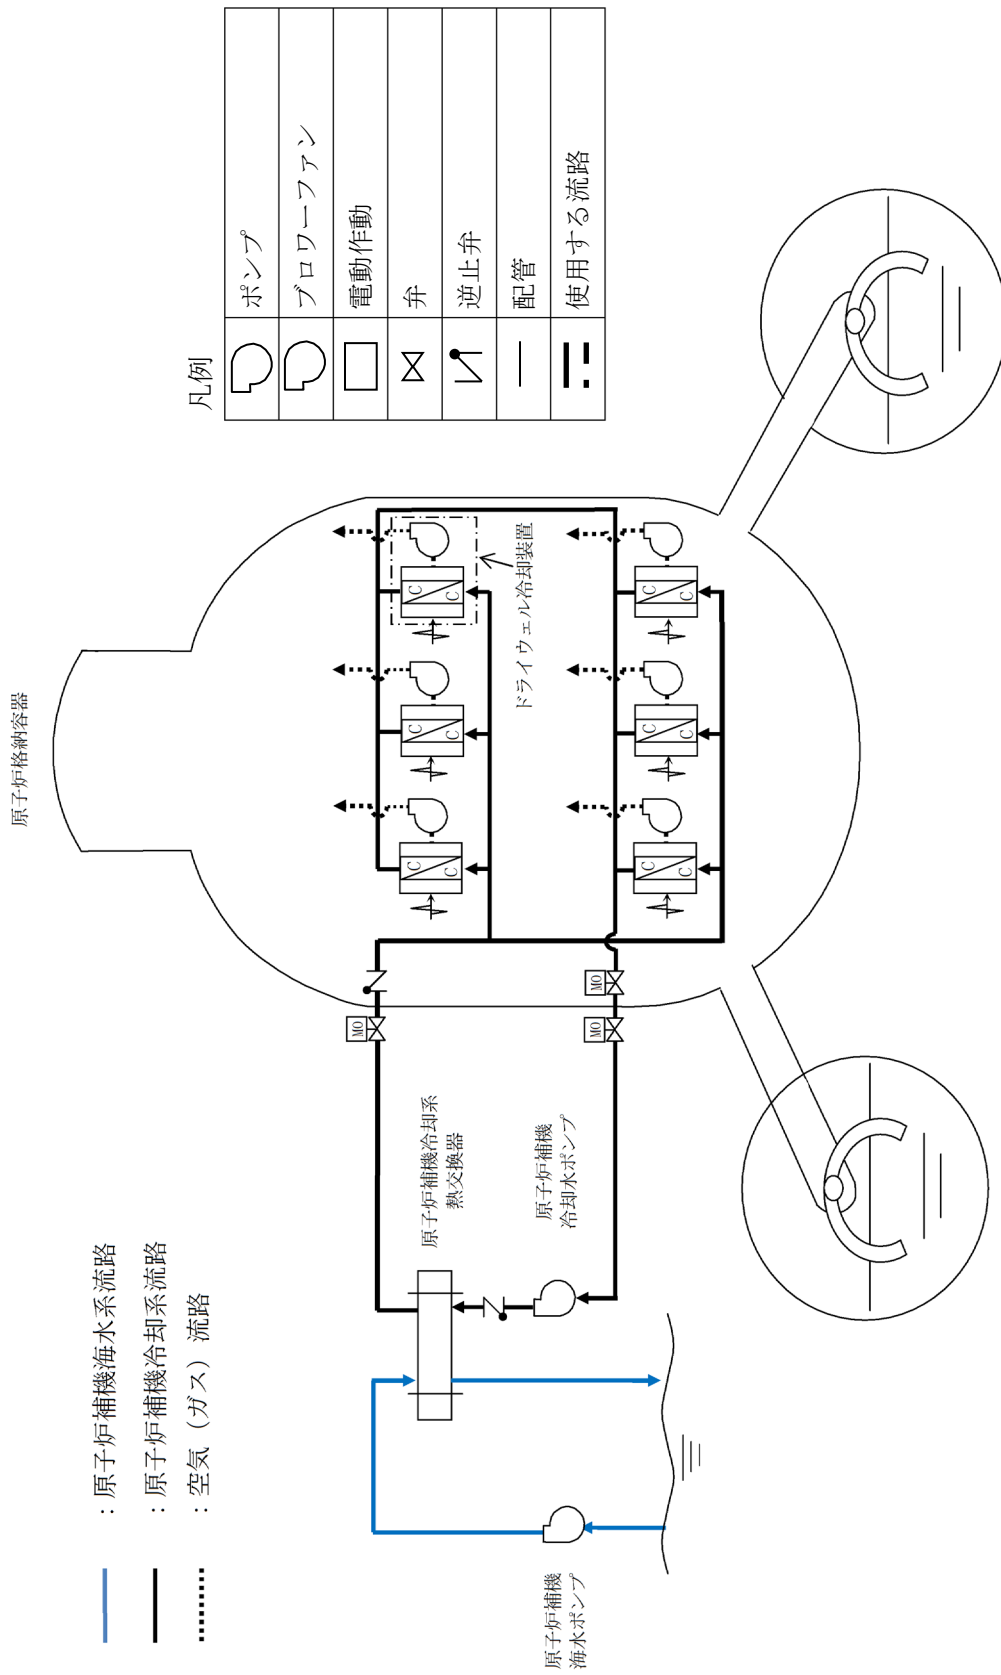 原子炉格納容器
：原子炉補機海水系流路
：原子炉補機冷却系流路
：空気（ガス）流路
原子炉補機
海水ポンプ
原子炉補機冷却系
熱交換器
原子炉補機
冷却水ポンプ
MO
MO
MO
C
C
C
C
C
C
ドライウェル冷却装置
C
C
C
C
C
C
凡例
ポンプ
ブロワーファン
電動作動
弁
逆止弁
配管
使用する流路